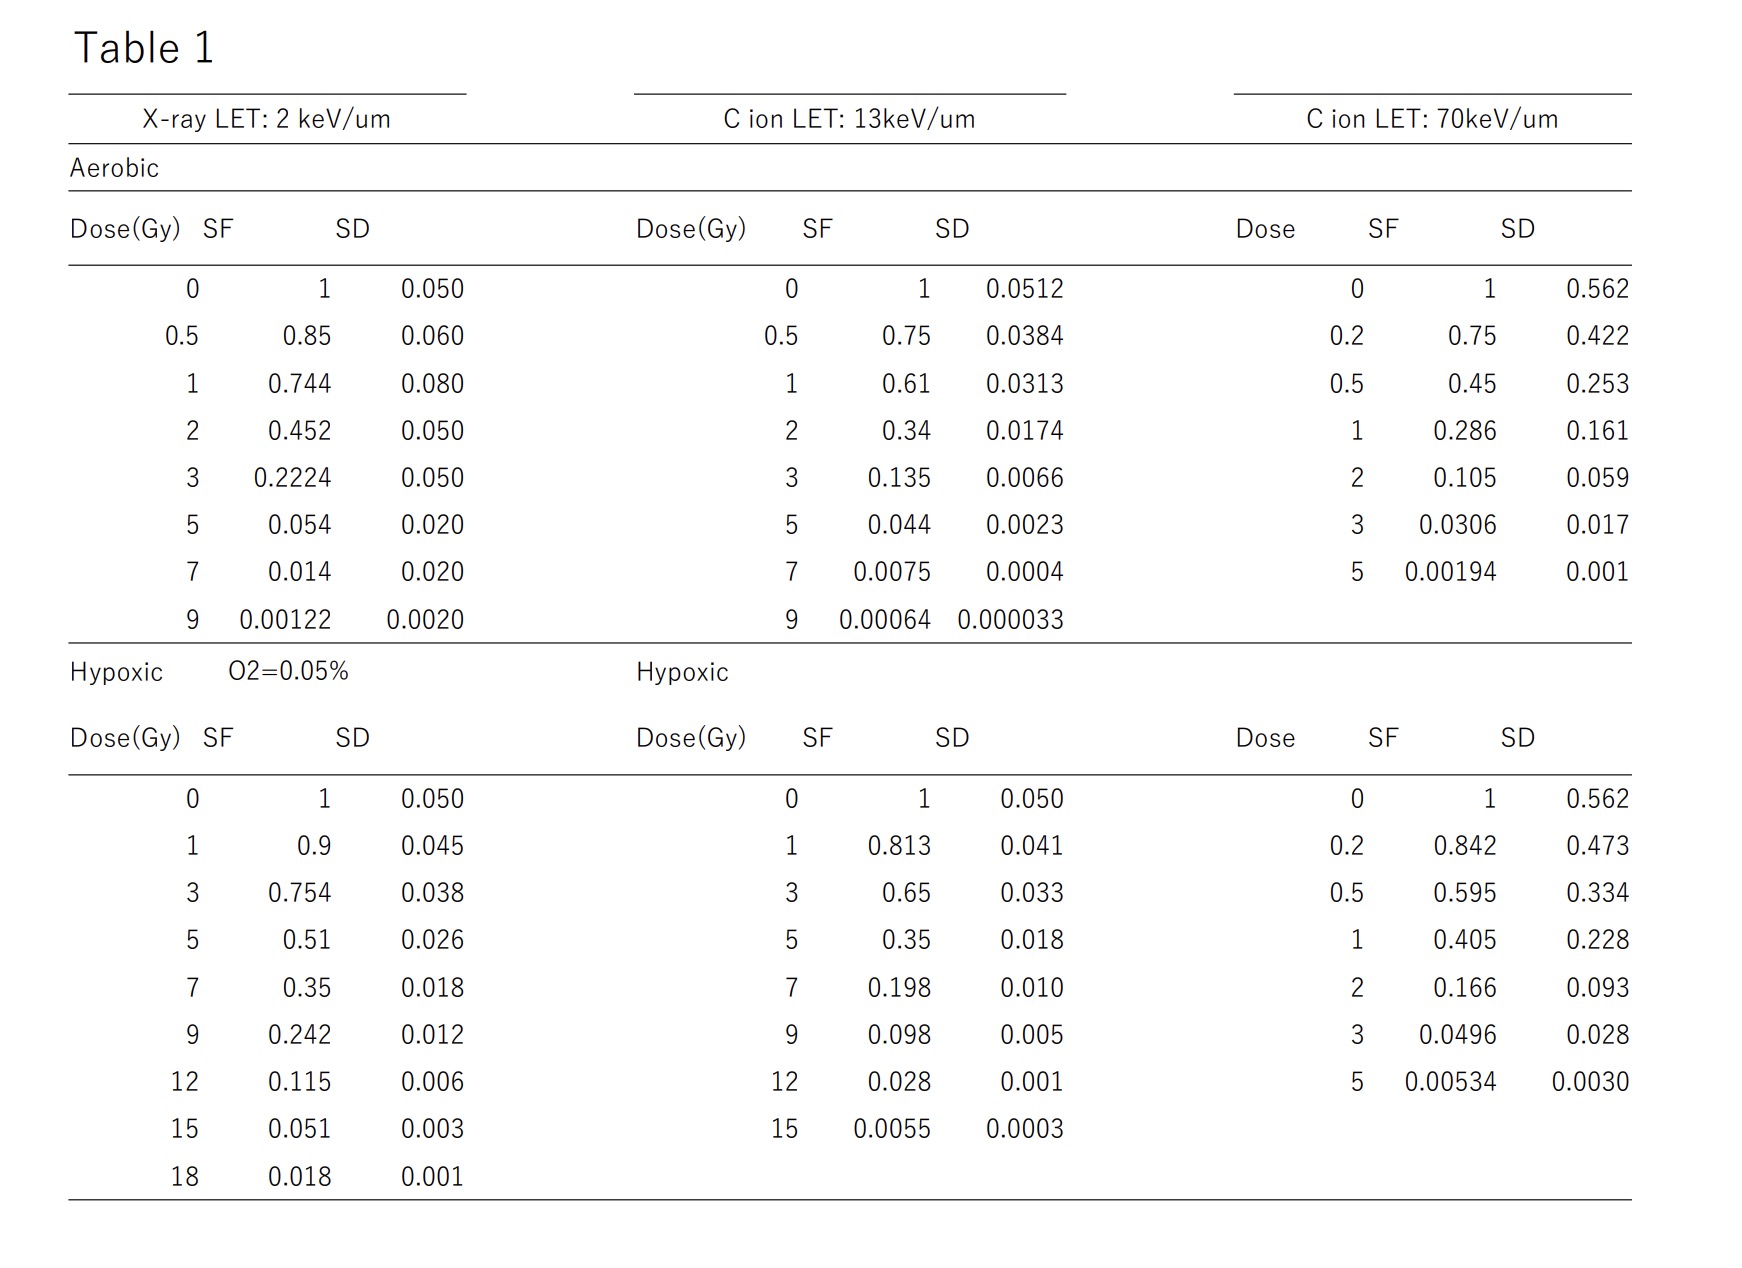 Table 1
X-ray LET: 2 keV/um C ion LET: 13keV/um C ion LET: 70keV/um
Aerobic
Dose(Gy) SF SD Dose(Gy) SF SD Dose SF SD
0 1 0.050 0 1 0.0512 0 1 0.562
0.5 0.85 0.060 0.5 0.75 0.0384 0.2 0.75 0.422
1 0.744 0.080 1 0.61 0.0313 0.5 0.45 0.253
2 0.452 0.050 2 0.34 0.0174 1 0.286 0.161
3 0.2224 0.050 3 0.135 0.0066 2 0.105 0.059
5 0.054 0.020 5 0.044 0.0023 3 0.0306 0.017
7 0.014 0.020 7 0.0075 0.0004 5 0.00194 0.001
9 0.00122 0.0020 9 0.00064 0.000033
Hypoxic O2=0.05% Hypoxic
Dose(Gy) SF SD Dose(Gy) SF SD Dose SF SD
0 1 0.050 0 1 0.050 0 1 0.562
1 0.9 0.045 1 0.813 0.041 0.2 0.842 0.473
3 0.754 0.038 3 0.65 0.033 0.5 0.595 0.334
5 0.51 0.026 5 0.35 0.018 1 0.405 0.228
7 0.35 0.018 7 0.198 0.010 2 0.166 0.093
9 0.242 0.012 9 0.098 0.005 3 0.0496 0.028
12 0.115 0.006 12 0.028 0.001 5 0.00534 0.0030
15 0.051 0.003 15 0.0055 0.0003
18 0.018 0.001